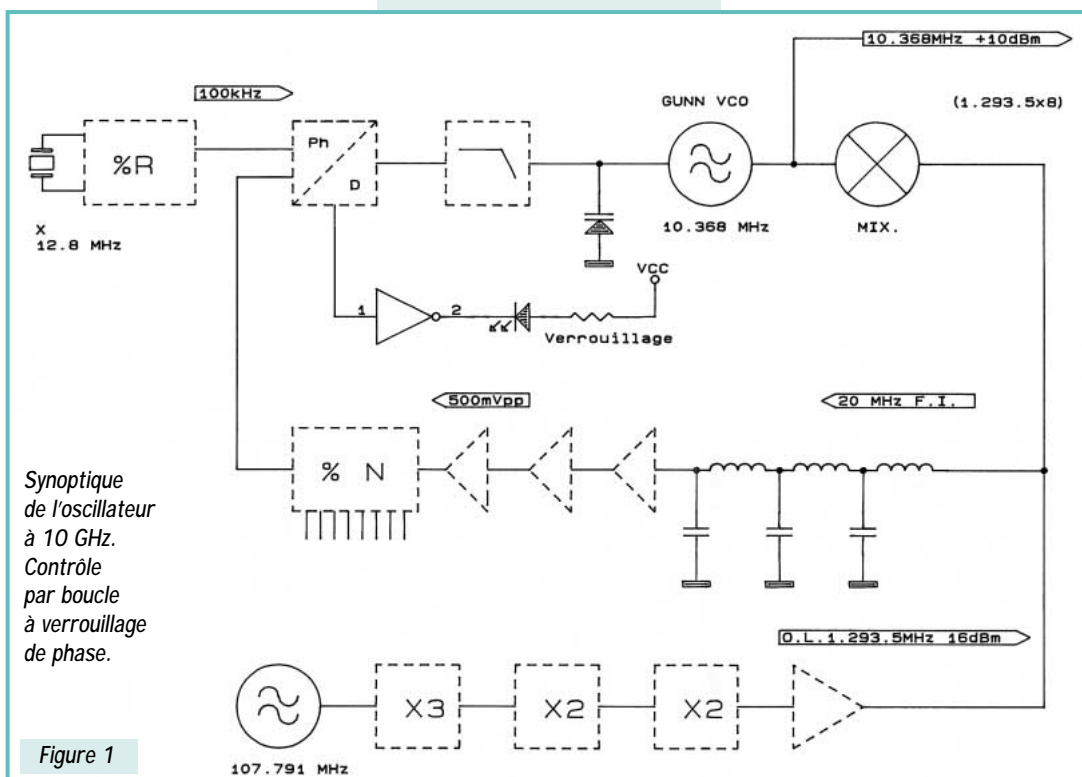 10.368MHz +10dBm
100kHz
GUNN VCO
(1.293.5x8)
%R
Ph
D
X
12.8 MHz
10.368 MHz
MIX.
VCC
1
2
Verrouillage
500mVpp
20 MHz F.I.
% N
Synoptique
de l'oscillateur
à 10 GHz.
Contrôle
par boucle
à verrouillage
de phase.
O.L.1.293.5MHz 16dBm
X3
X2
X2
Figure 1
107.791 MHz